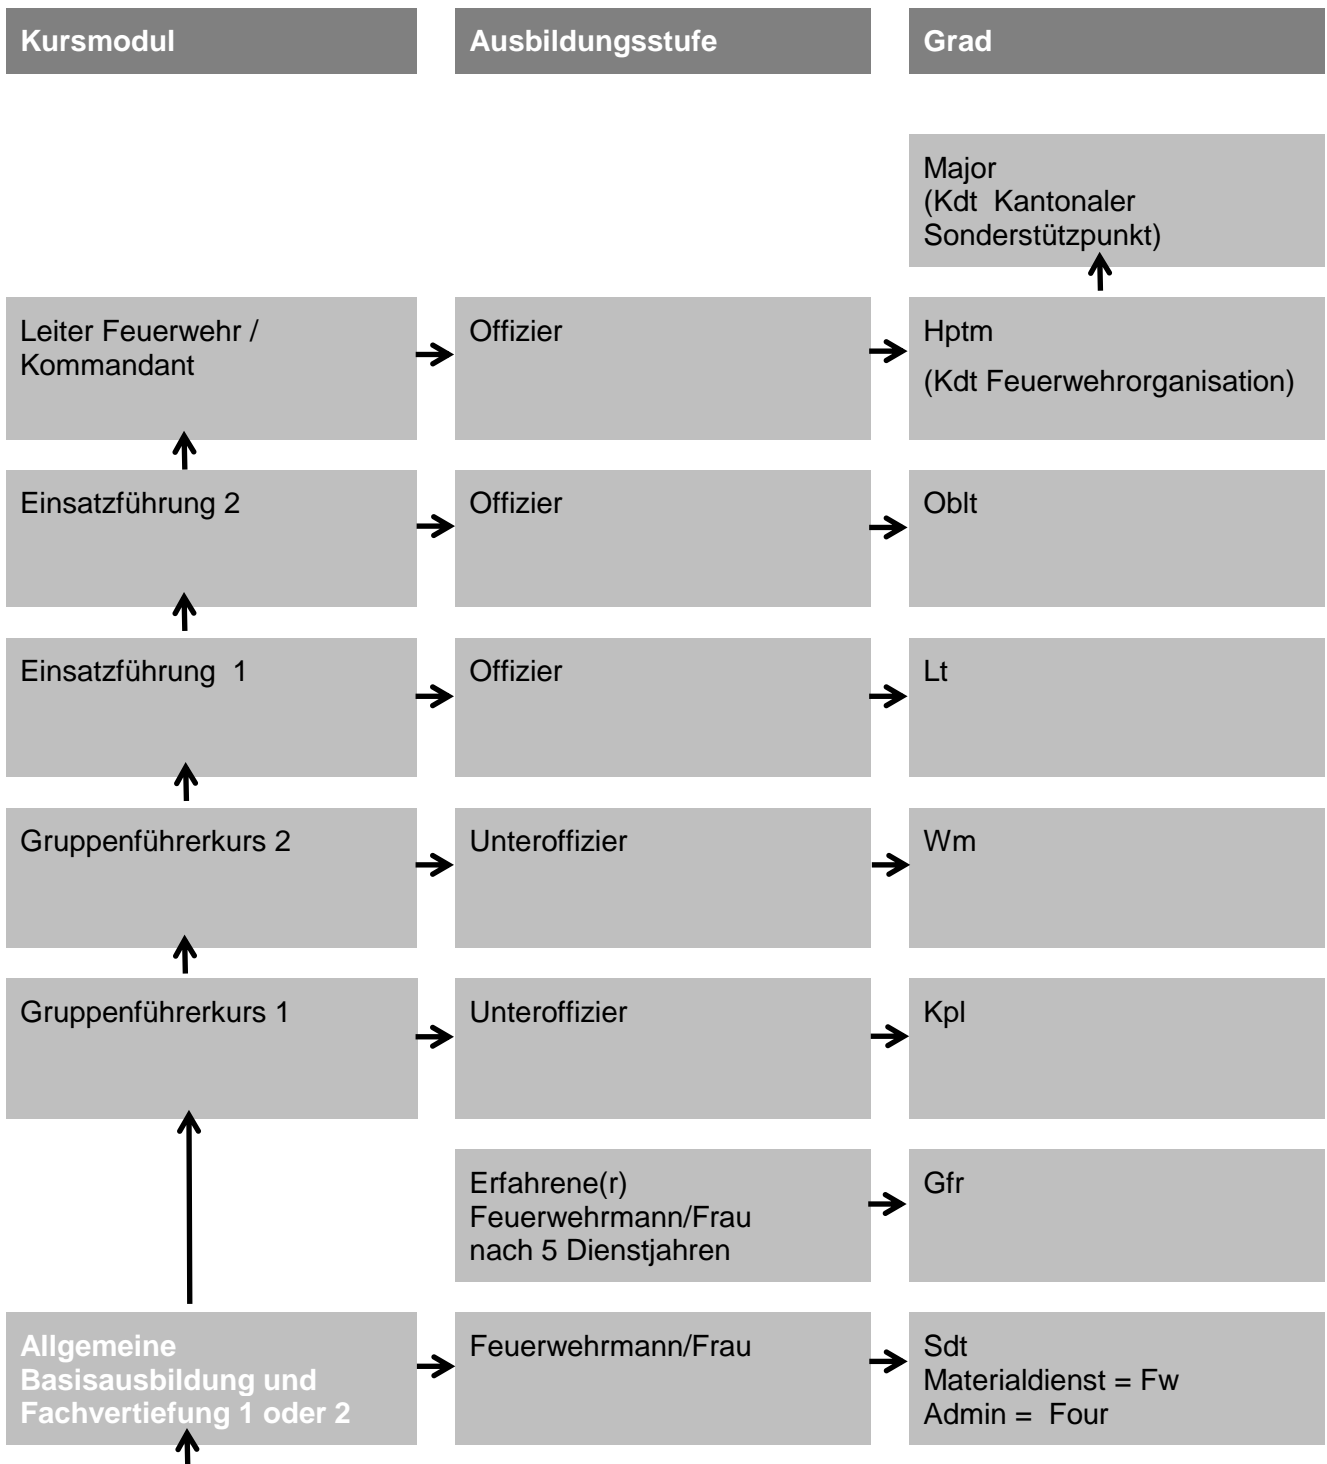 Kursmodul
Ausbildungsstufe
Grad
Major
(Kdt Kantonaler
Sonderstützpunkt)
Leiter Feuerwehr /
Kommandant
Offizier
Hptm
(Kdt Feuerwehrorganisation)
Einsatzführung 2
Offizier
Oblt
Einsatzführung 1
Offizier
Lt
Gruppenführerkurs 2
Unteroffizier
Wm
Gruppenführerkurs 1
Unteroffizier
Kpl
Erfahrene(r)
Feuerwehrmann/Frau
nach 5 Dienstjahren
Gfr
Allgemeine
Basisausbildung und
Fachvertiefung 1 oder 2
Feuerwehrmann/Frau
Sdt
Materialdienst = Fw
Admin = Four